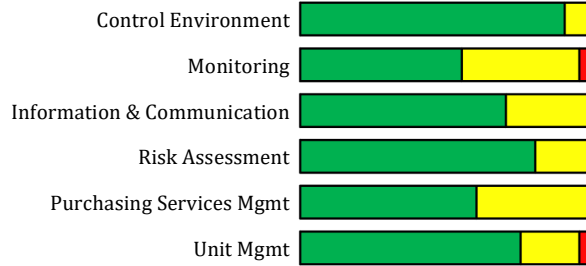 Control Environment
Monitoring
Information & Communication
Risk Assessment
Purchasing Services Mgmt
Unit Mgmt